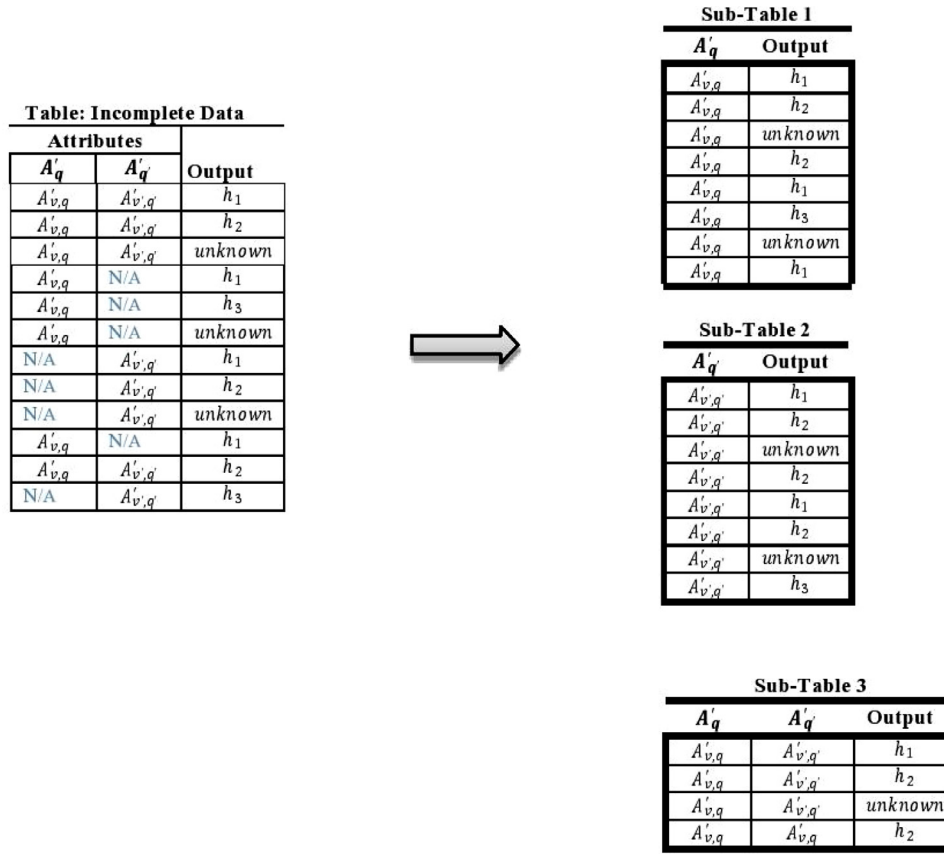 Table: Incomplete Data
Attributes
A′q A′q′ Output
A′v,q A′v′,q′ h1
A′v,q A′v′,q′ h2
A′v,q A′v′,q′ unknown
A′v,q N/A h1
A′v,q N/A h3
A′v,q N/A unknown
N/A A′v′,q′ h1
N/A A′v′,q′ h2
N/A A′v′,q′ unknown
A′v,q N/A h1
A′v,q A′v′,q′ h2
N/A A′v′,q′ h3
Sub-Table 1
A′q Output
A′v,q h1
A′v,q h2
A′v,q unknown
A′v,q h2
A′v,q h1
A′v,q h3
A′v,q unknown
A′v,q h1
Sub-Table 2
A′q′ Output
A′v′,q′ h1
A′v′,q′ h2
A′v′,q′ unknown
A′v′,q′ h2
A′v′,q′ h1
A′v′,q′ h2
A′v′,q′ unknown
A′v′,q′ h3
Sub-Table 3
A′q A′q′ Output
A′v,q A′v′,q′ h1
A′v,q A′v′,q′ h2
A′v,q A′v′,q′ unknown
A′v,q A′v,q h2